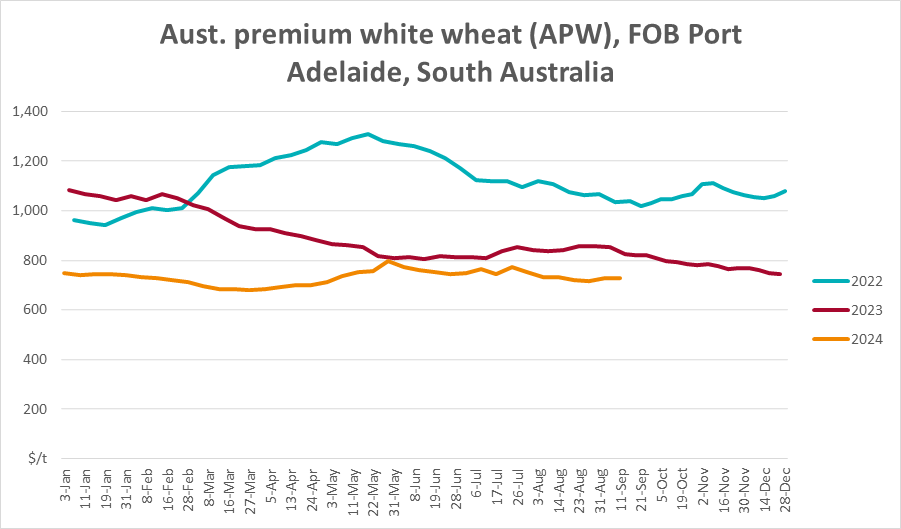 Aust. premium white wheat (APW), FOB Port
Adelaide, South Australia
1,400
1,200
1,000
800
600
400
200
$/t
2022
2023
2024
3-Jan
11-Jan
19-Jan
31-Jan
8-Feb
16-Feb
28-Feb
8-Mar
16-Mar
27-Mar
5-Apr
13-Apr
24-Apr
3-May
11-May
22-May
31-May
8-Jun
19-Jun
28-Jun
6-Jul
17-Jul
26-Jul
3-Aug
14-Aug
23-Aug
31-Aug
11-Sep
21-Sep
5-Oct
19-Oct
2-Nov
16-Nov
30-Nov
14-Dec
28-Dec